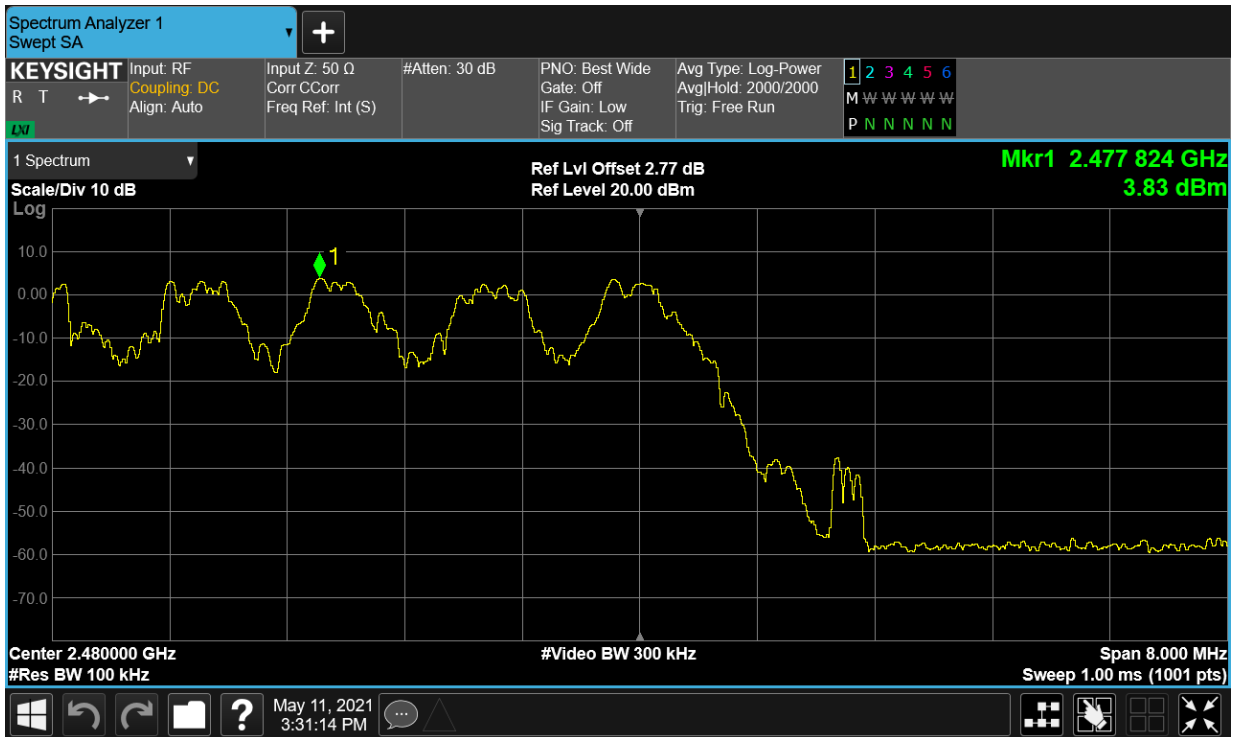 Spectrum Analyzer 1
Swept SA
▼
+
KEYSIGHT
R T
LXI
Input: RF
Coupling: DC
Align: Auto
Input Z: 50 Ω
Corr CCorr
Freq Ref: Int (S)
#Atten: 30 dB
PNO: Best Wide
Gate: Off
IF Gain: Low
Sig Track: Off
Avg Type: Log-Power
Avg|Hold: 2000/2000
Trig: Free Run
1 2 3 4 5 6
M W W W W W
P N N N N N
1 Spectrum ▼
Scale/Div 10 dB
Log
Ref Lvl Offset 2.77 dB
Ref Level 20.00 dBm
Mkr1 2.477 824 GHz
3.83 dBm
1
10.0
0.00
-10.0
-20.0
-30.0
-40.0
-50.0
-60.0
-70.0
Center 2.480000 GHz
#Res BW 100 kHz
#Video BW 300 kHz
Span 8.000 MHz
Sweep 1.00 ms (1001 pts)
?
May 11, 2021
3:31:14 PM